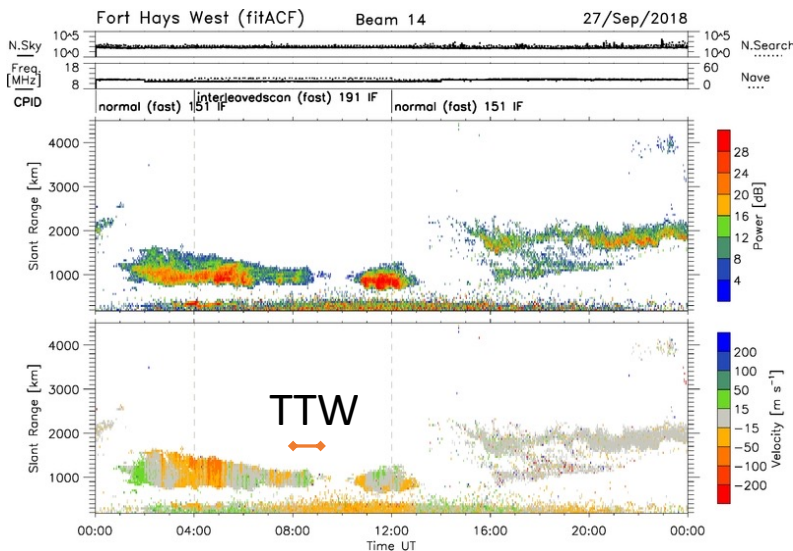 Fort Hays West (fitACF) Beam 14 27/Sep/2018
N.Sky 10^5 10^0 10^5 10^0 N.Search
Freq. [MHz] 18 8 60 0 Nave
CPID normal (fast) 151 IF interleavedscan (fast) 191 IF normal (fast) 151 IF
Slant Range [km]
4000
3000
2000
1000
28
24
20
16
12
8
4
Power [dB]
Slant Range [km]
4000
3000
2000
1000
TTW
200
100
50
15
-15
-50
-100
-200
Velocity [m s⁻¹]
00:00 04:00 08:00 12:00 16:00 20:00 00:00
Time UT